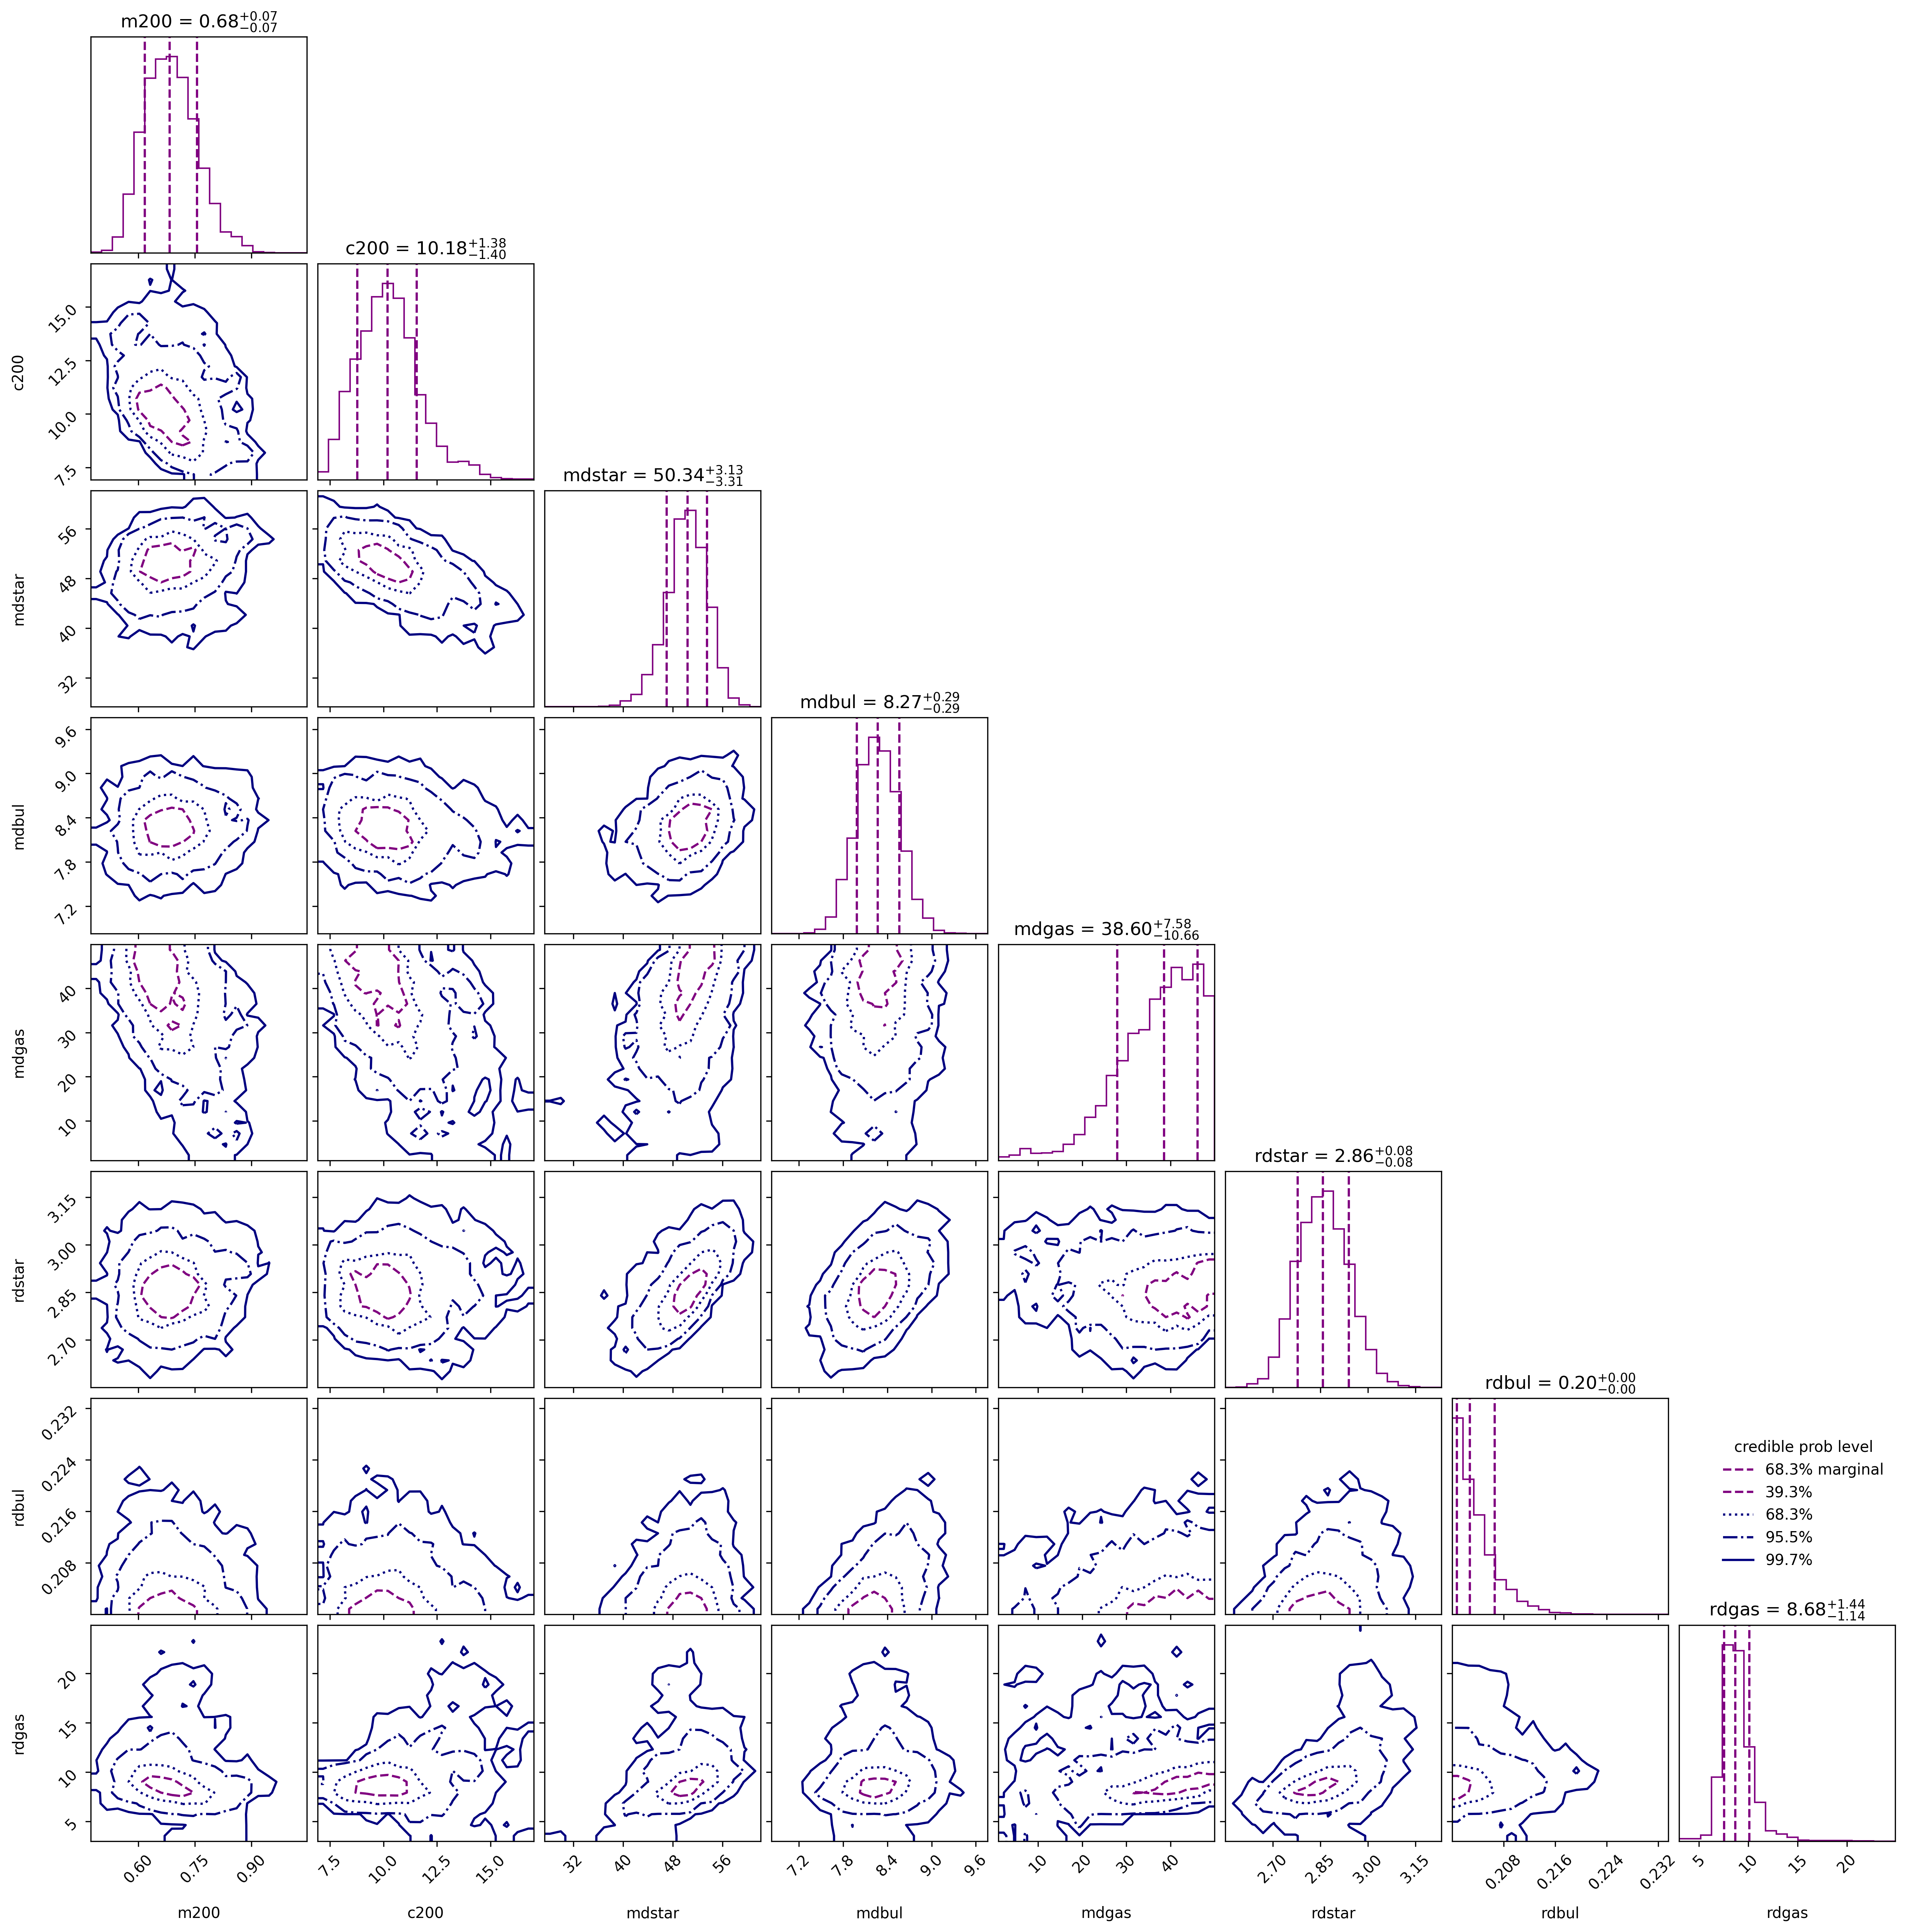 m200 = 0.68+0.07 −0.07
c200 = 10.18+1.38 −1.40
15.0
12.5
10.0
7.5
c200
mdstar = 50.34+3.13 −3.31
56
48
40
32
mdstar
mdbul = 8.27+0.29 −0.29
9.6
9.0
8.4
7.8
7.2
mdbul
mdgas = 38.60+7.58 −10.66
40
30
20
10
mdgas
rdstar = 2.86+0.08 −0.08
3.15
3.00
2.85
2.70
rdstar
rdbul = 0.20+0.00 −0.00
0.232
0.224
0.216
0.208
rdbul
credible prob level
68.3% marginal
39.3%
68.3%
95.5%
99.7%
rdgas = 8.68+1.44 −1.14
20
15
10
5
rdgas
0.60 0.75 0.90 7.5 10.0 12.5 15.0 32 40 48 56 7.2 7.8 8.4 9.0 9.6 10 20 30 40 2.70 2.85 3.00 3.15 0.208 0.216 0.224 0.232 5 10 15 20
m200 c200 mdstar mdbul mdgas rdstar rdbul rdgas